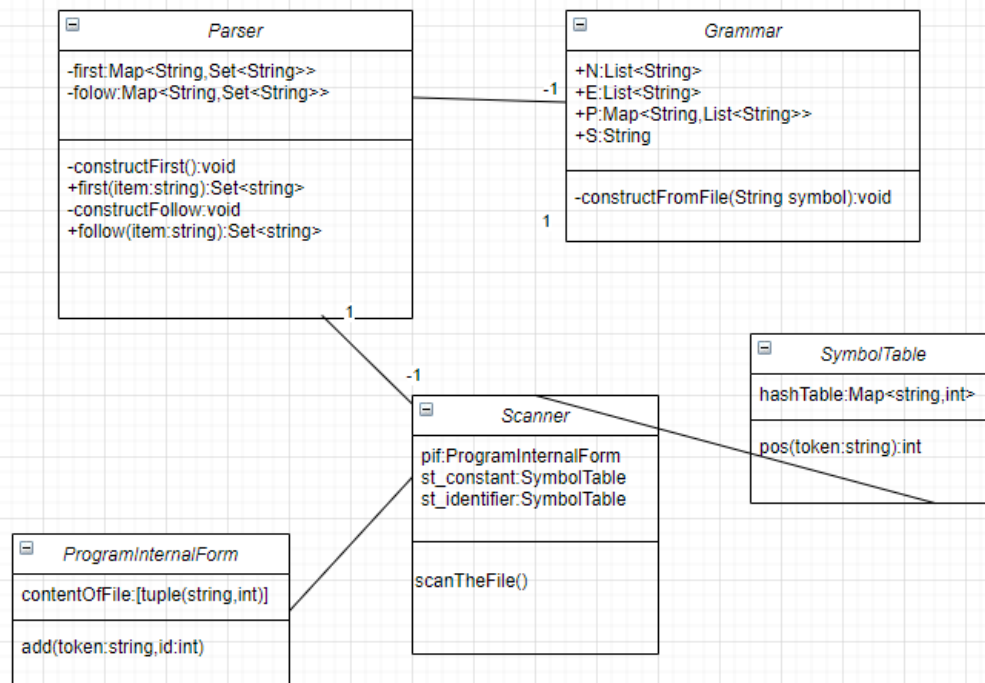 Parser
-first:Map<String,Set<String>>
-folow:Map<String,Set<String>>
-constructFirst():void
+first(item:string):Set<string>
-constructFollow:void
+follow(item:string):Set<string>
-1
1
Grammar
+N:List<String>
+E:List<String>
+P:Map<String,List<String>>
+S:String
-constructFromFile(String symbol):void
1
-1
Scanner
pif:ProgramInternalForm
st_constant:SymbolTable
st_identifier:SymbolTable
scanTheFile()
SymbolTable
hashTable:Map<string,int>
pos(token:string):int
ProgramInternalForm
contentOfFile:[tuple(string,int)]
add(token:string,id:int)